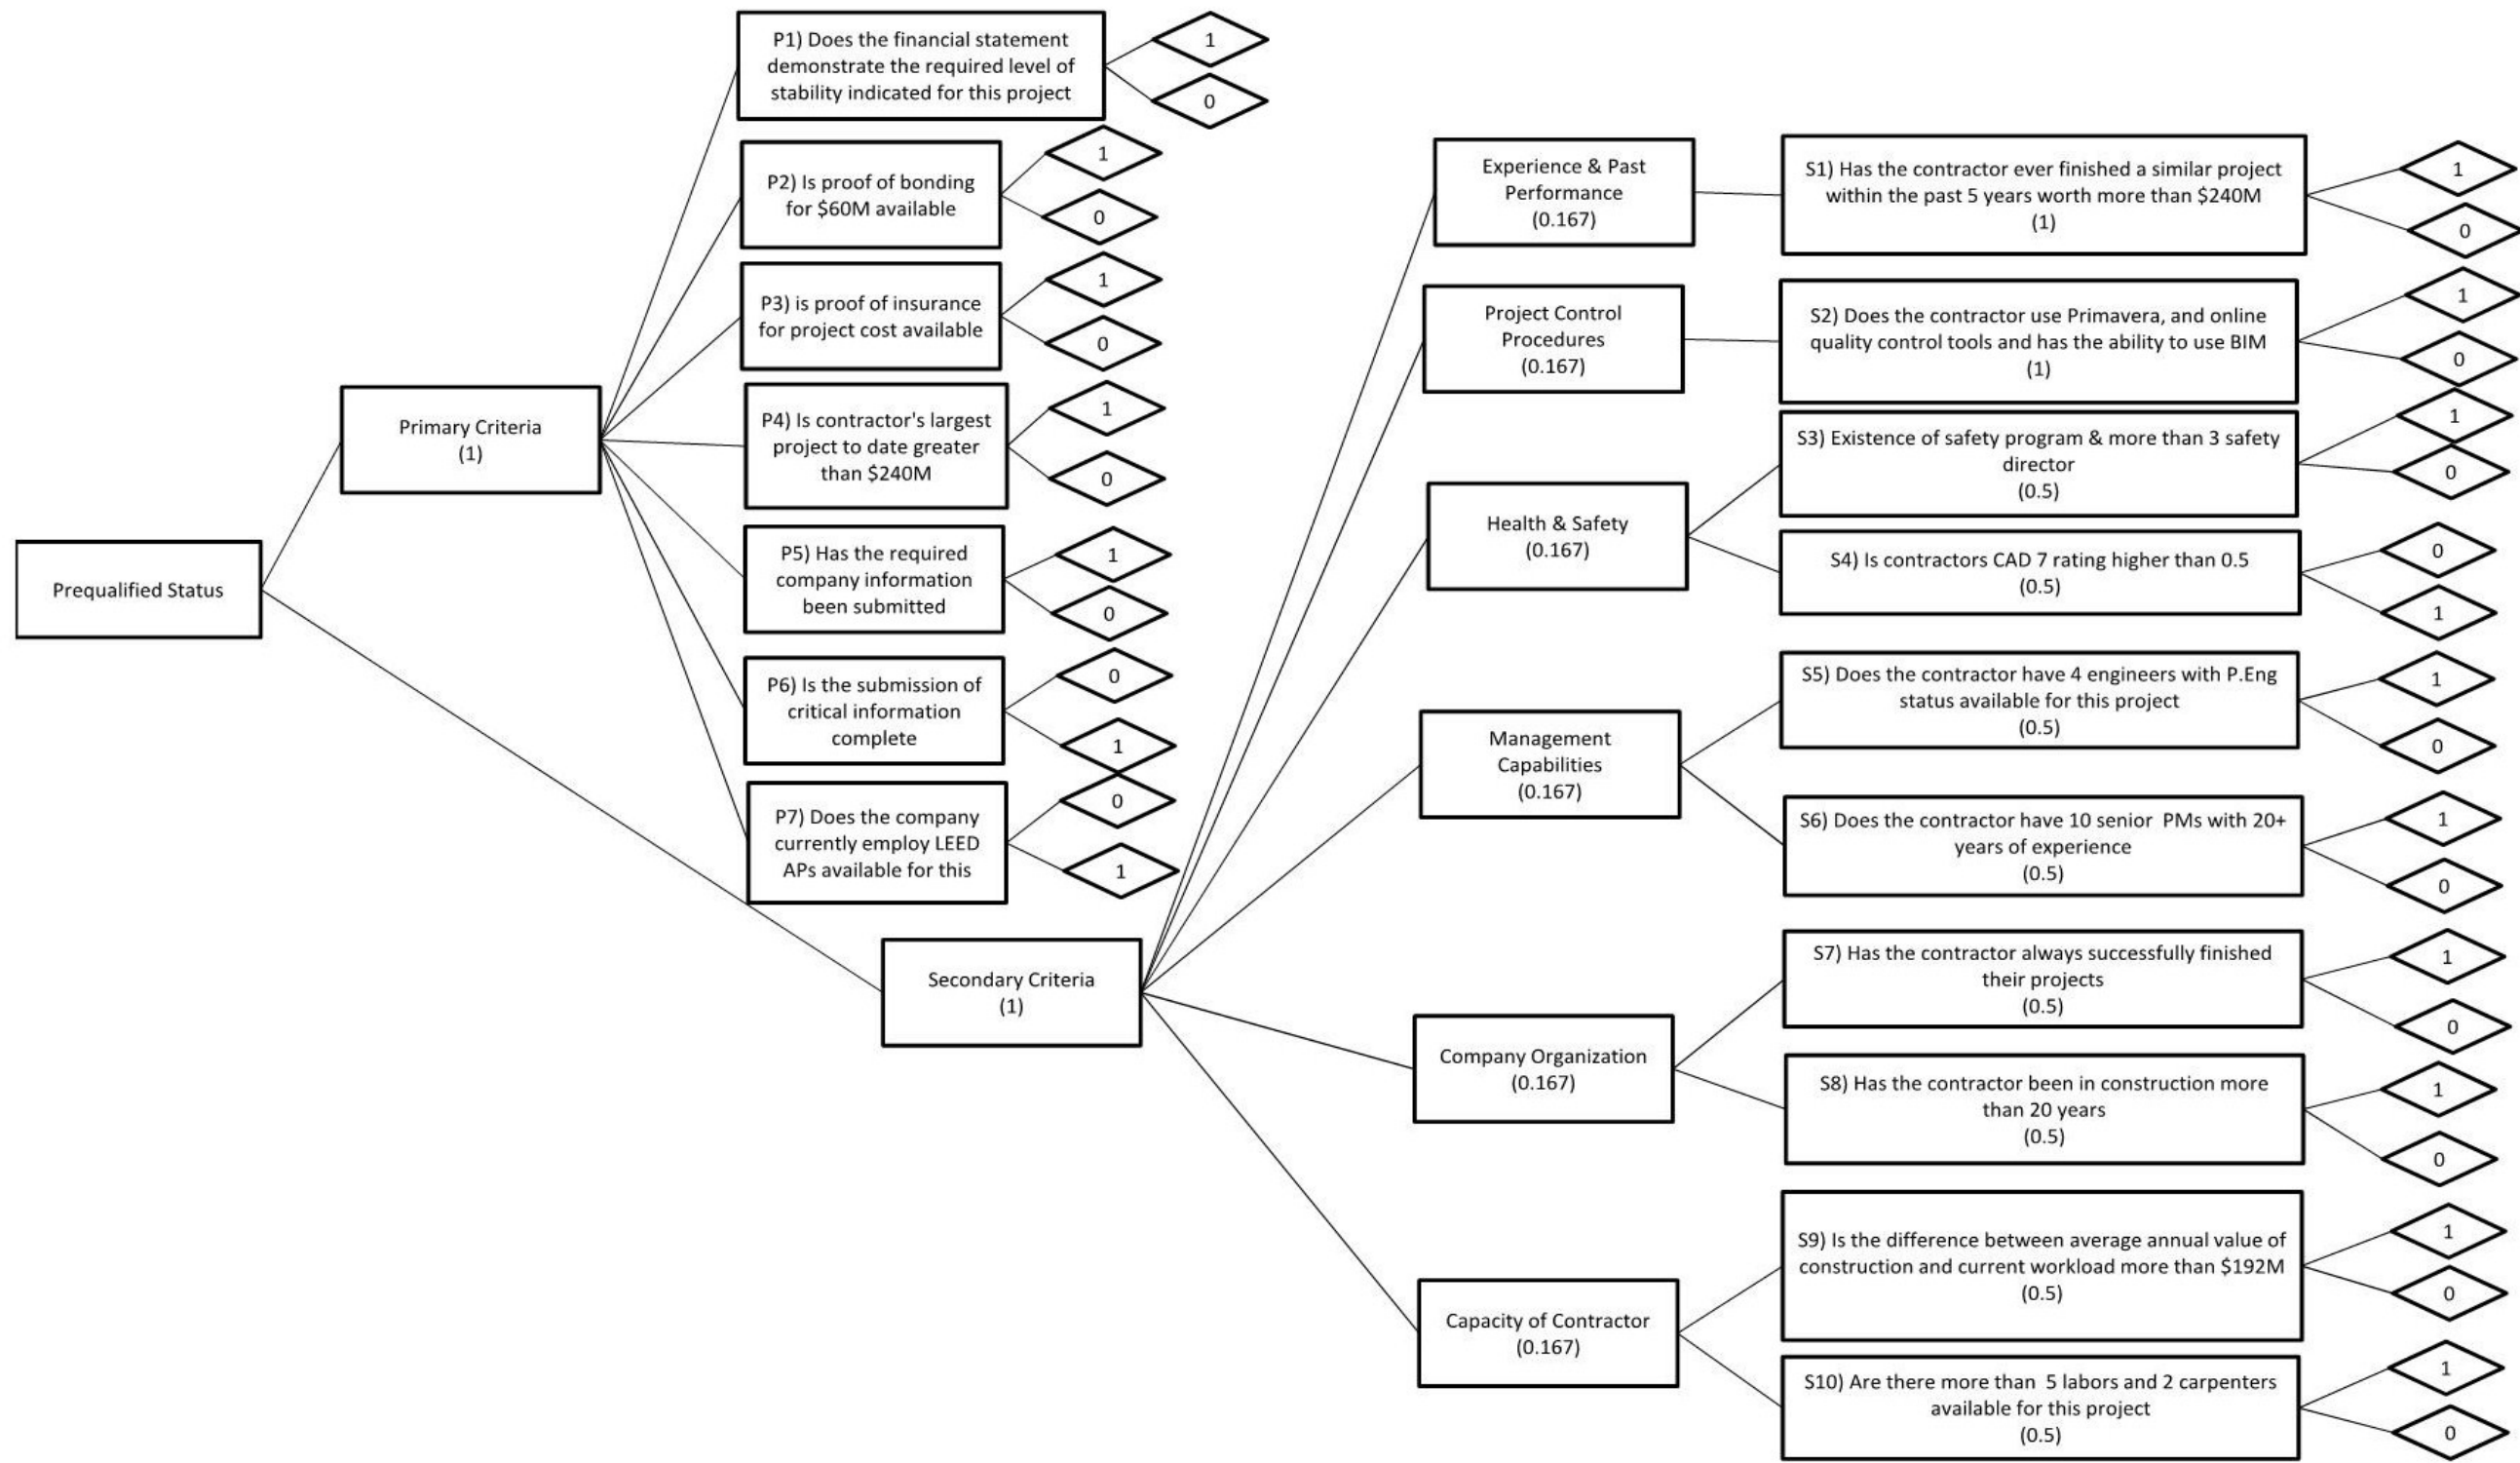 Prequalified Status
Primary Criteria
(1)
P1) Does the financial statement
demonstrate the required level of
stability indicated for this project
1
0
P2) Is proof of bonding
for $60M available
1
0
P3) is proof of insurance
for project cost available
1
0
P4) Is contractor's largest
project to date greater
than $240M
1
0
P5) Has the required
company information
been submitted
1
0
P6) Is the submission of
critical information
complete
0
1
P7) Does the company
currently employ LEED
APs available for this
0
1
Secondary Criteria
(1)
Experience & Past
Performance
(0.167)
S1) Has the contractor ever finished a similar project
within the past 5 years worth more than $240M
(1)
1
0
Project Control
Procedures
(0.167)
S2) Does the contractor use Primavera, and online
quality control tools and has the ability to use BIM
(1)
1
0
Health & Safety
(0.167)
S3) Existence of safety program & more than 3 safety
director
(0.5)
1
0
S4) Is contractors CAD 7 rating higher than 0.5
(0.5)
0
1
Management
Capabilities
(0.167)
S5) Does the contractor have 4 engineers with P.Eng
status available for this project
(0.5)
1
0
S6) Does the contractor have 10 senior PMs with 20+
years of experience
(0.5)
1
0
Company Organization
(0.167)
S7) Has the contractor always successfully finished
their projects
(0.5)
1
0
S8) Has the contractor been in construction more
than 20 years
(0.5)
1
0
Capacity of Contractor
(0.167)
S9) Is the difference between average annual value of
construction and current workload more than $192M
(0.5)
1
0
S10) Are there more than 5 labors and 2 carpenters
available for this project
(0.5)
1
0